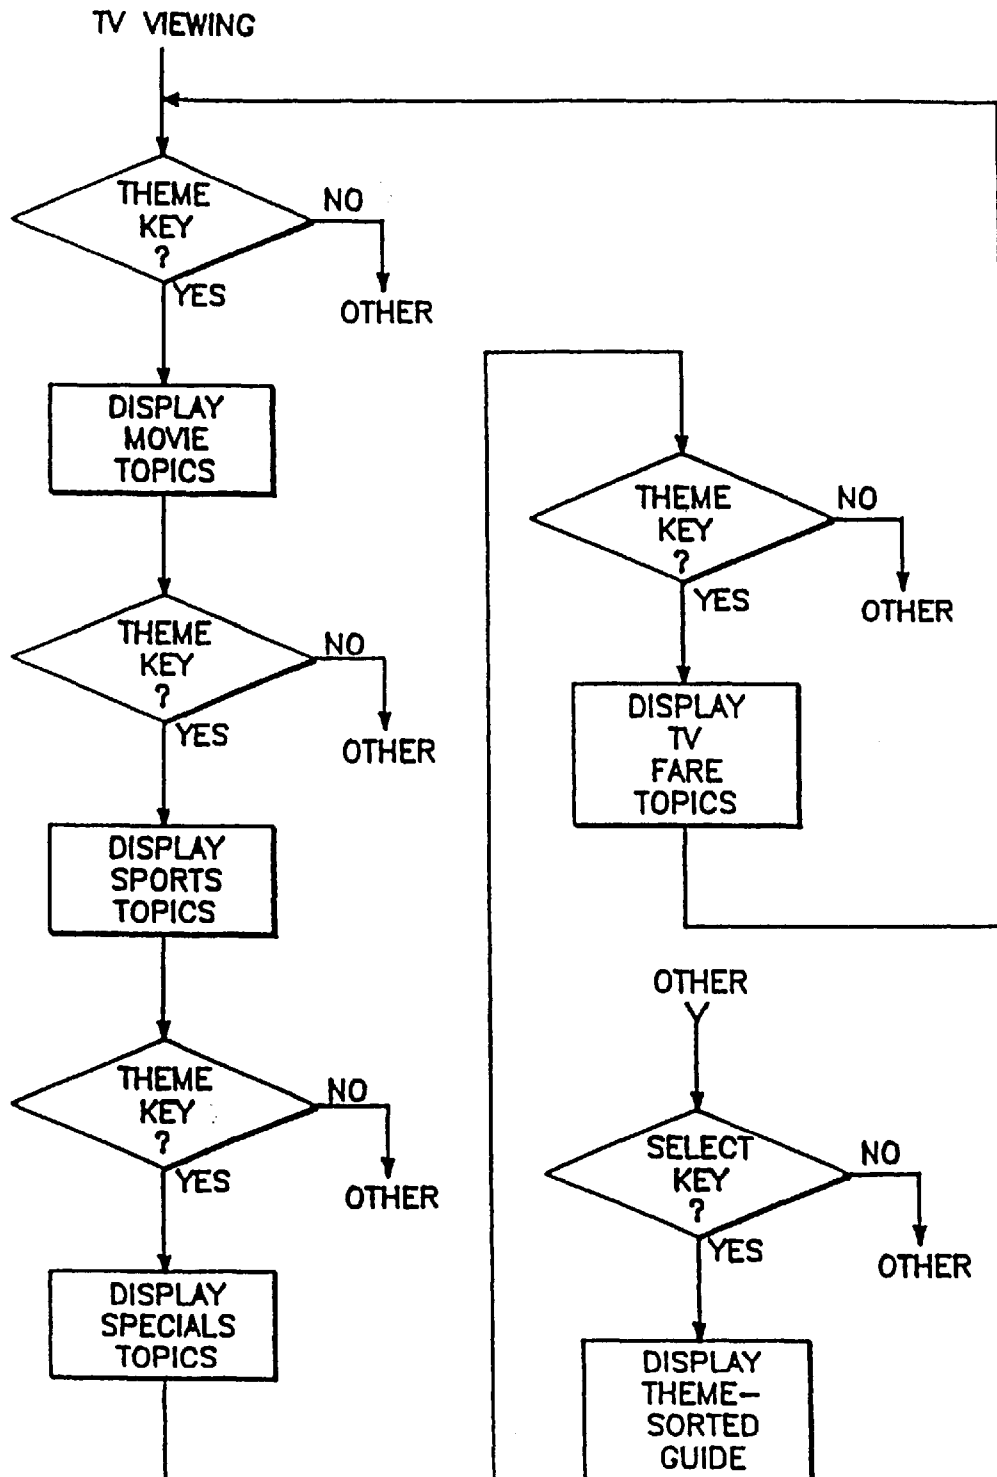 TV VIEWING
THEME
KEY
?
NO
YES
OTHER
DISPLAY
MOVIE
TOPICS
THEME
KEY
?
NO
YES
OTHER
DISPLAY
SPORTS
TOPICS
THEME
KEY
?
NO
YES
OTHER
DISPLAY
SPECIALS
TOPICS
THEME
KEY
?
NO
YES
OTHER
DISPLAY
TV
FARE
TOPICS
OTHER
SELECT
KEY
?
NO
YES
OTHER
DISPLAY
THEME-
SORTED
GUIDE